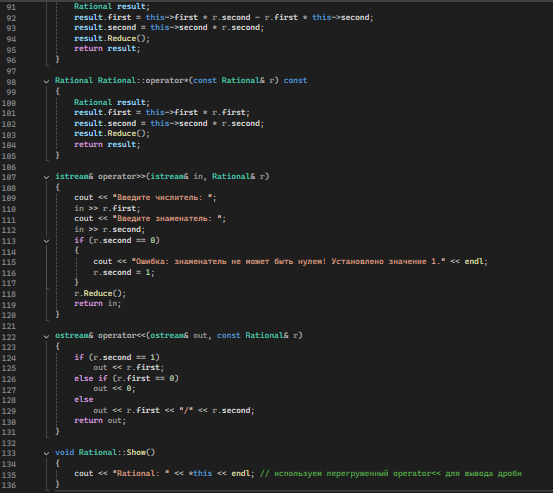 91 Rational result;
92 result.first = this->first * r.second - r.first * this->second;
93 result.second = this->second * r.second;
94 result.Reduce();
95 return result;
96 }
97
98 Rational Rational::operator*(const Rational& r) const
99 {
100 Rational result;
101 result.first = this->first * r.first;
102 result.second = this->second * r.second;
103 result.Reduce();
104 return result;
105 }
106
107 istream& operator>>(istream& in, Rational& r)
108 {
109 cout << "Введите числитель: ";
110 in >> r.first;
111 cout << "Введите знаменатель: ";
112 in >> r.second;
113 if (r.second == 0)
114 {
115 cout << "Ошибка: знаменатель не может быть нулем! Установлено значение 1." << endl;
116 r.second = 1;
117 }
118 r.Reduce();
119 return in;
120 }
121
122 ostream& operator<<(ostream& out, const Rational& r)
123 {
124 if (r.second == 1)
125 out << r.first;
126 else if (r.first == 0)
127 out << 0;
128 else
129 out << r.first << "/" << r.second;
130 return out;
131 }
132
133 void Rational::Show()
134 {
135 cout << "Rational: " << *this << endl; // используем перегруженный operator<< для вывода дроби
136 }